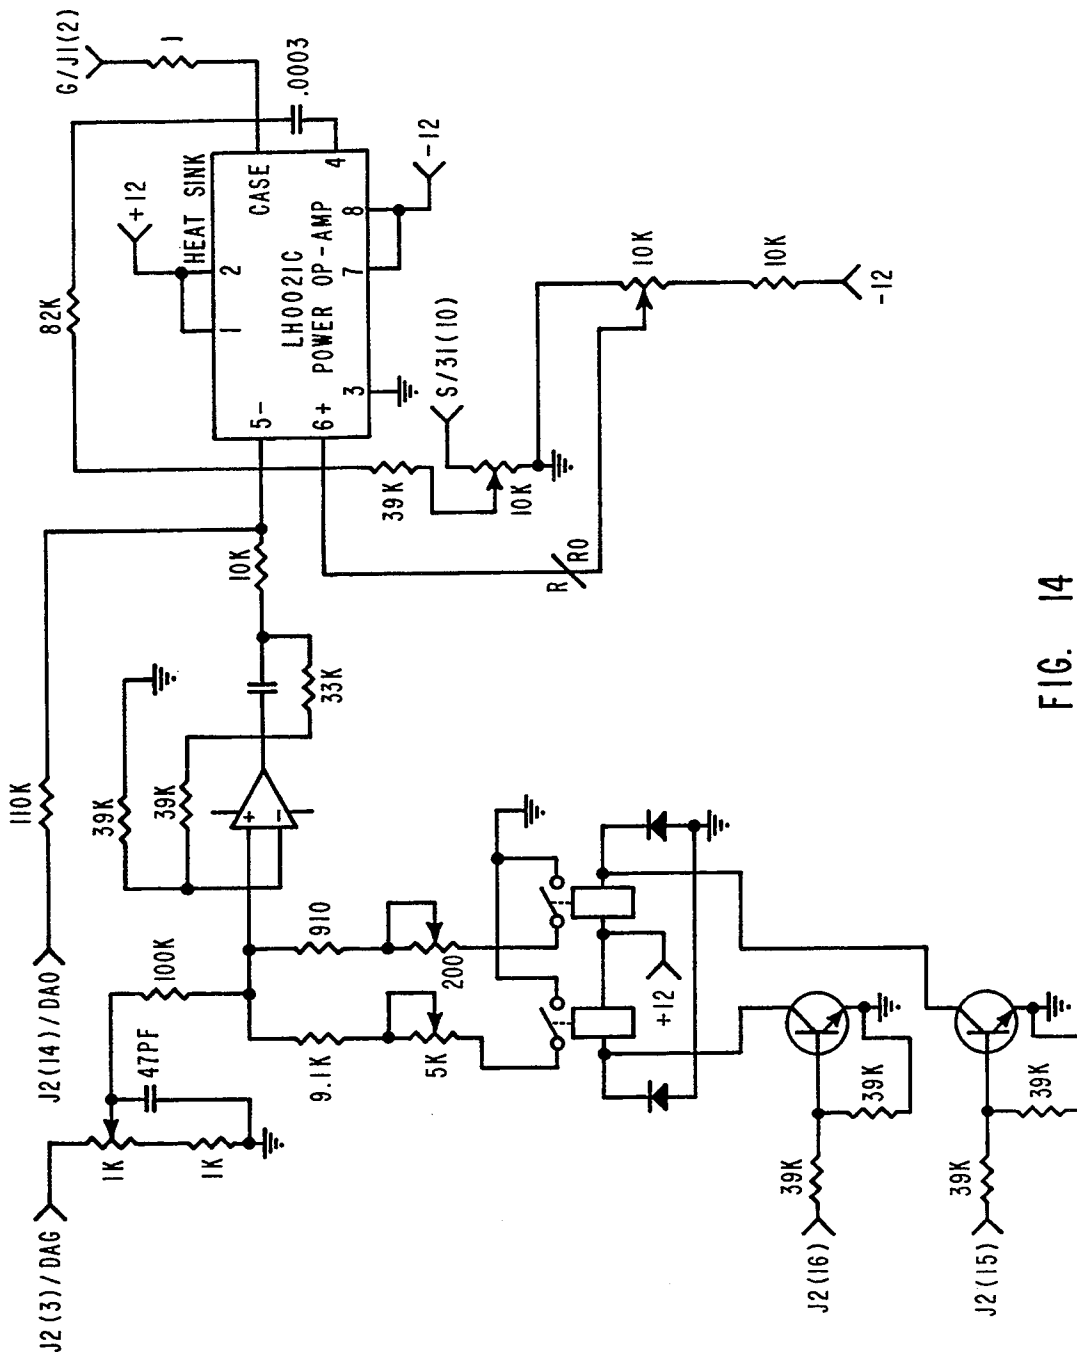 G/J1(2)
1
.0003
82K
+12
HEAT SINK
1
2
CASE
4
5-
LH0021C
POWER OP-AMP
6+
3
7
8
-12
S/31(10)
39K
10K
10K
10K
-12
R
RO
J2(14)/DAO
110K
10K
39K
39K
33K
+
-
J2(3)/DAG
1K
1K
47PF
100K
9.1K
910
5K
200
+12
J2(16)
39K
39K
J2(15)
39K
39K
FIG. 14